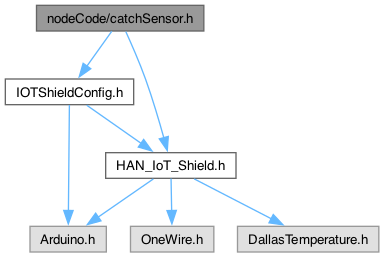 nodeCode/catchSensor.h
IOTShieldConfig.h
HAN_IoT_Shield.h
Arduino.h
OneWire.h
DallasTemperature.h